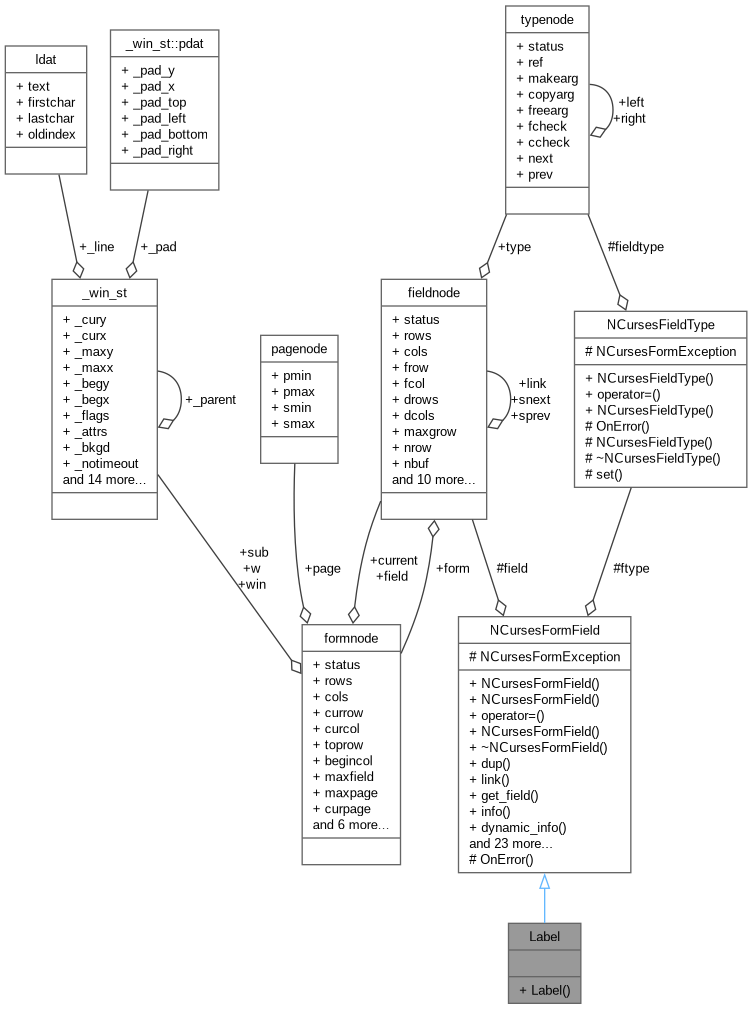 typenode
+ status
+ ref
+ makearg
+ copyarg
+ freearg
+ fcheck
+ ccheck
+ next
+ prev
+left
+right
ldat
+ text
+ firstchar
+ lastchar
+ oldindex
_win_st::pdat
+ _pad_y
+ _pad_x
+ _pad_top
+ _pad_left
+ _pad_bottom
+ _pad_right
+_line
+_pad
+type
#fieldtype
_win_st
+ _cury
+ _curx
+ _maxy
+ _maxx
+ _begy
+ _begx
+ _flags
+ _attrs
+ _bkgd
+ _notimeout
and 14 more...
+_parent
pagenode
+ pmin
+ pmax
+ smin
+ smax
fieldnode
+ status
+ rows
+ cols
+ frow
+ fcol
+ drows
+ dcols
+ maxgrow
+ nrow
+ nbuf
and 10 more...
+link
+snext
+sprev
NCursesFieldType
# NCursesFormException
+ NCursesFieldType()
+ operator=()
+ NCursesFieldType()
# OnError()
# NCursesFieldType()
# ~NCursesFieldType()
# set()
+sub
+w
+win
+page
+current
+field
+form
#field
#ftype
formnode
+ status
+ rows
+ cols
+ currow
+ curcol
+ toprow
+ begincol
+ maxfield
+ maxpage
+ curpage
and 6 more...
NCursesFormField
# NCursesFormException
+ NCursesFormField()
+ NCursesFormField()
+ operator=()
+ NCursesFormField()
+ ~NCursesFormField()
+ dup()
+ link()
+ get_field()
+ info()
+ dynamic_info()
and 23 more...
# OnError()
Label
+ Label()